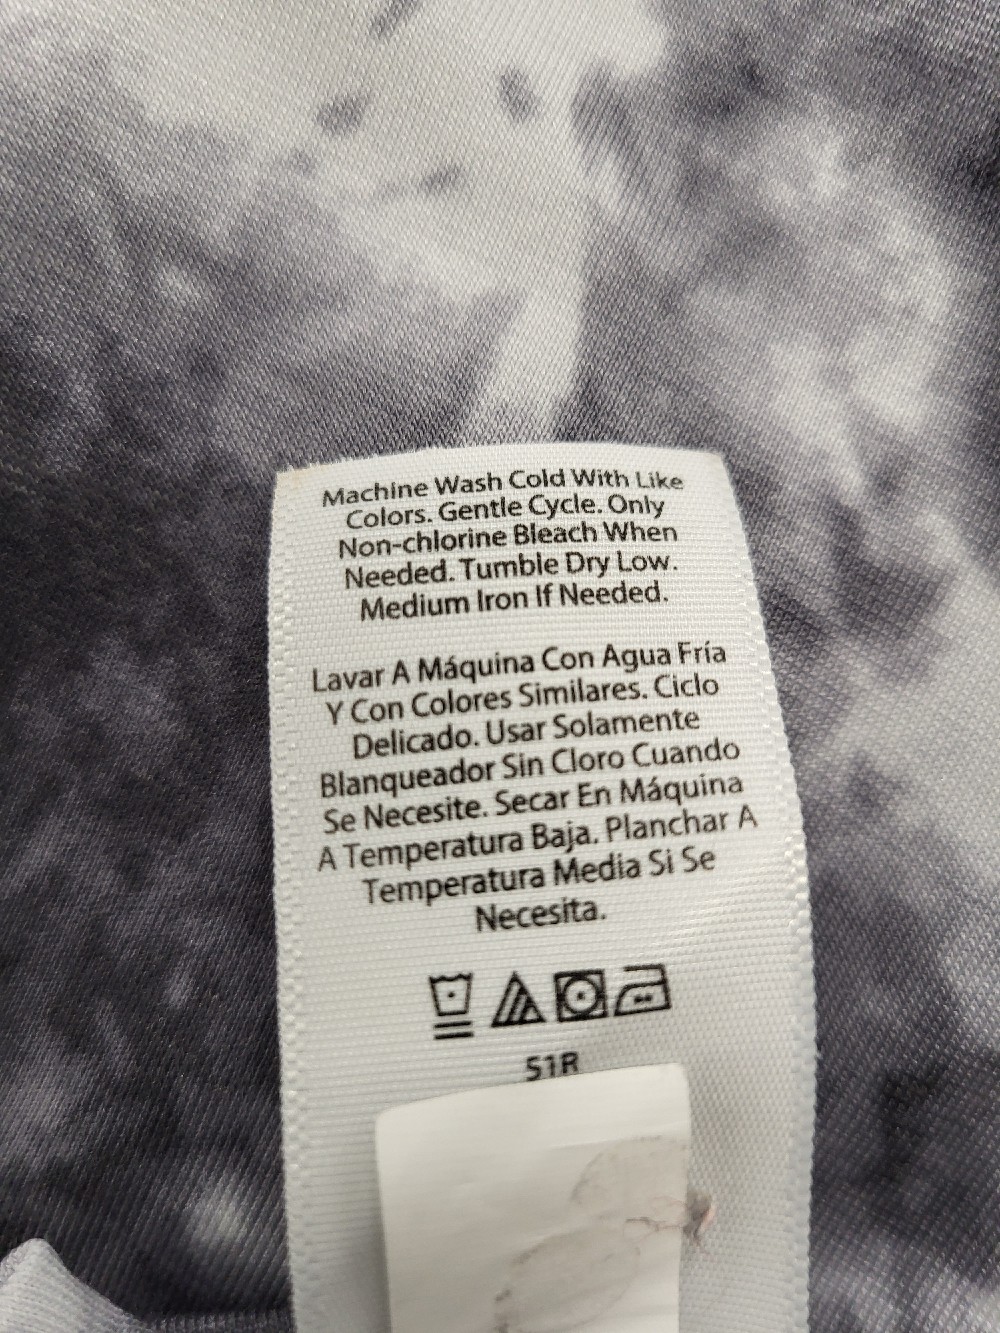 Machine Wash Cold With Like
Colors. Gentle Cycle. Only
Non-chlorine Bleach When
Needed. Tumble Dry Low.
Medium Iron If Needed.
Lavar A Máquina Con Agua Fría
Y Con Colores Similares. Ciclo
Delicado. Usar Solamente
Blanqueador Sin Cloro Cuando
Se Necesite. Secar En Máquina
A Temperatura Baja. Planchar A
Temperatura Media Si Se
Necesita.
51R